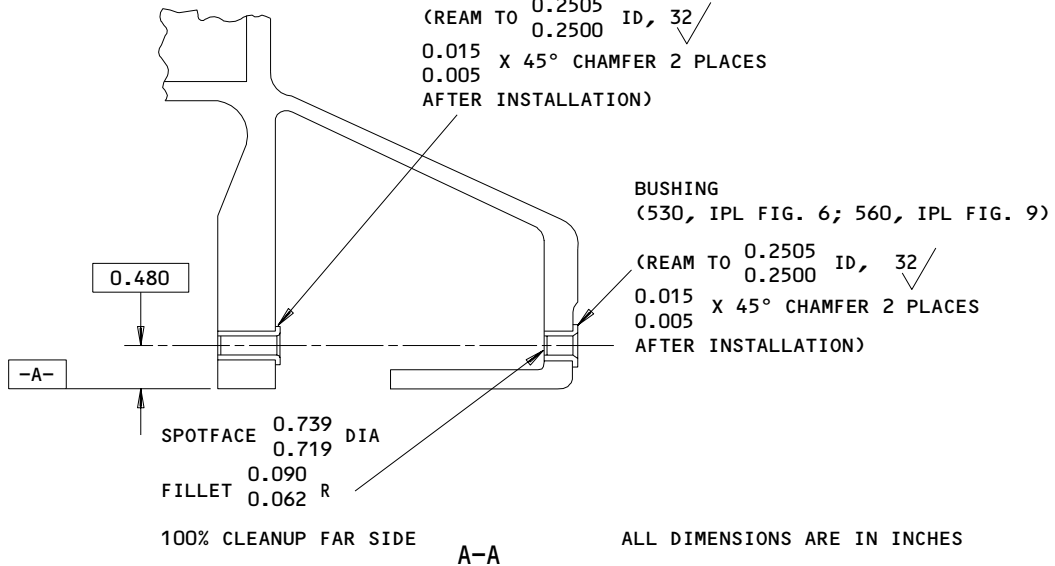 (REAM TO 0.2505 ID, 32
0.2500
0.015 X 45° CHAMFER 2 PLACES
0.005
AFTER INSTALLATION)
BUSHING
(530, IPL FIG. 6; 560, IPL FIG. 9)
(REAM TO 0.2505 ID, 32
0.2500
0.015 X 45° CHAMFER 2 PLACES
0.005
AFTER INSTALLATION)
0.480
-A-
SPOTFACE 0.739 DIA
0.719
FILLET 0.090 R
0.062
100% CLEANUP FAR SIDE
A-A
ALL DIMENSIONS ARE IN INCHES